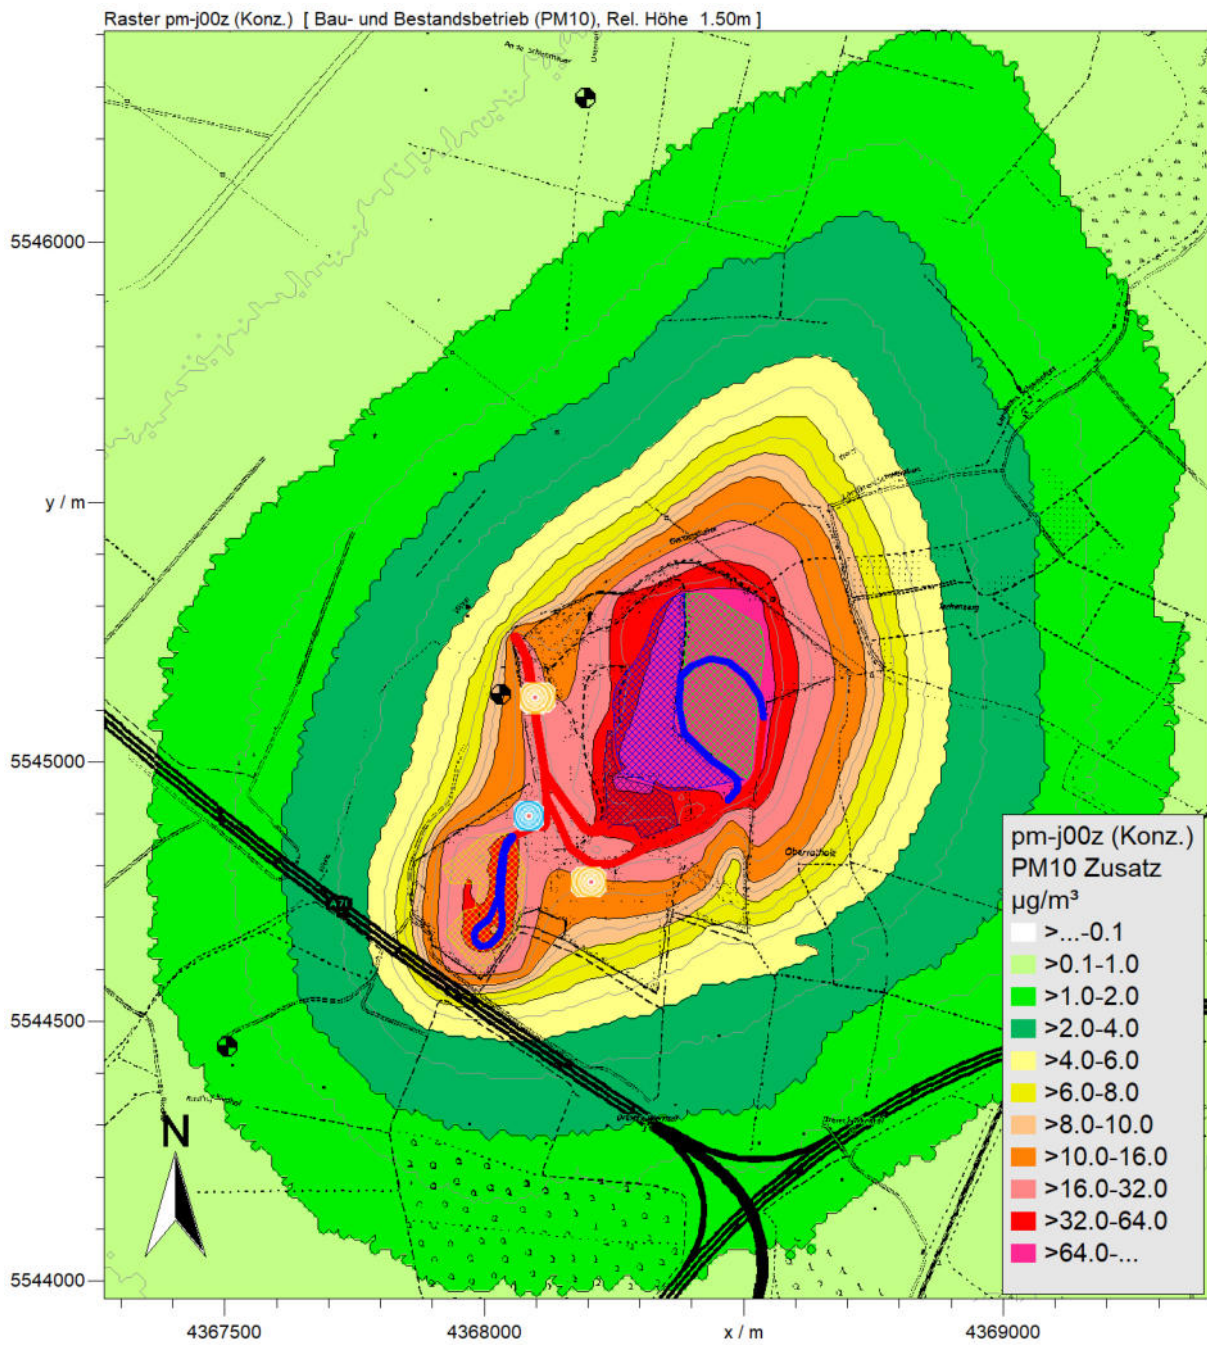 Raster pm-j00z (Konz.) [ Bau- und Bestandsbetrieb (PM10), Rel. Höhe 1.50m ]
5546000
y / m
5545000
5544500
5544000
4367500
4368000
x / m
4369000
N
Oberrothof
pm-j00z (Konz.)
PM10 Zusatz
µg/m³
>...-0.1
>0.1-1.0
>1.0-2.0
>2.0-4.0
>4.0-6.0
>6.0-8.0
>8.0-10.0
>10.0-16.0
>16.0-32.0
>32.0-64.0
>64.0-...